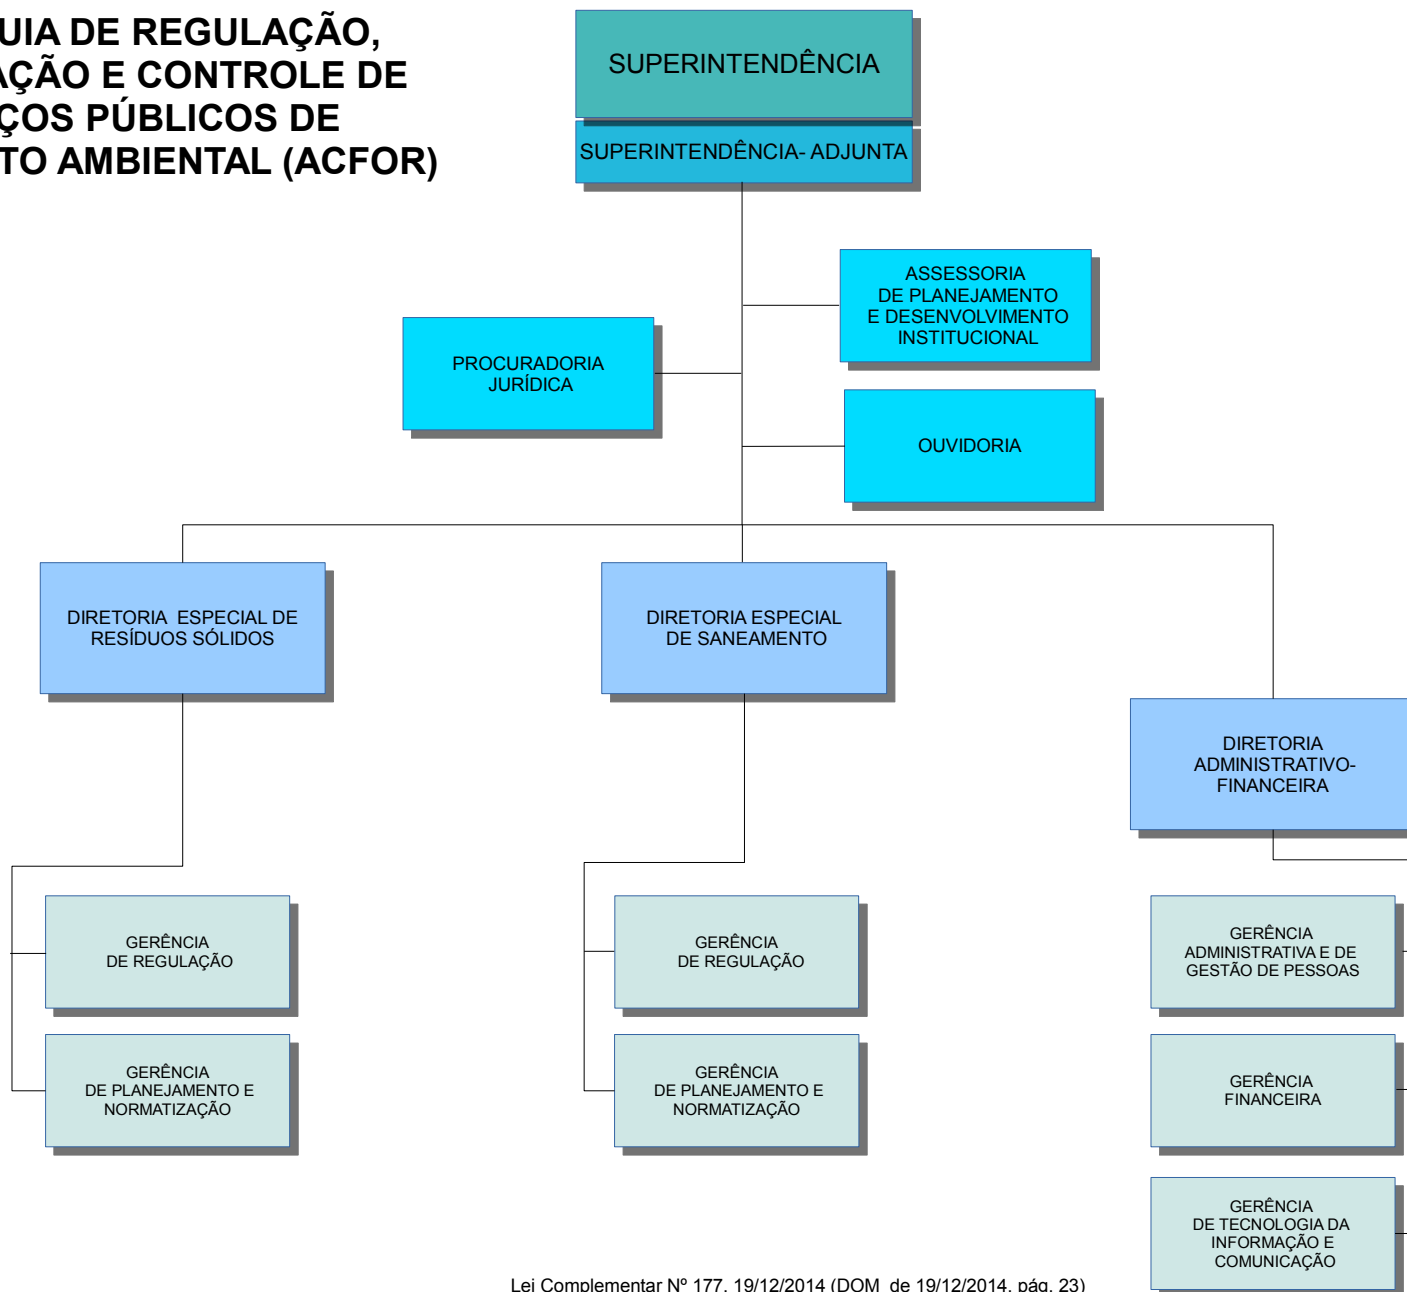 UIA DE REGULAÇÃO,
AÇÃO E CONTROLE DE
ÇOS PÚBLICOS DE
TO AMBIENTAL (ACFOR)
SUPERINTENDÊNCIA
SUPERINTENDÊNCIA- ADJUNTA
ASSESSORIA
DE PLANEJAMENTO
E DESENVOLVIMENTO
INSTITUCIONAL
PROCURADORIA
JURÍDICA
OUVIDORIA
DIRETORIA ESPECIAL DE
RESÍDUOS SÓLIDOS
DIRETORIA ESPECIAL
DE SANEAMENTO
DIRETORIA
ADMINISTRATIVO-
FINANCEIRA
GERÊNCIA
DE REGULAÇÃO
GERÊNCIA
DE PLANEJAMENTO E
NORMATIZAÇÃO
GERÊNCIA
DE REGULAÇÃO
GERÊNCIA
DE PLANEJAMENTO E
NORMATIZAÇÃO
GERÊNCIA
ADMINISTRATIVA E DE
GESTÃO DE PESSOAS
GERÊNCIA
FINANCEIRA
GERÊNCIA
DE TECNOLOGIA DA
INFORMAÇÃO E
COMUNICAÇÃO
Lei Complementar Nº 177, 19/12/2014 (DOM de 19/12/2014, pág. 23)